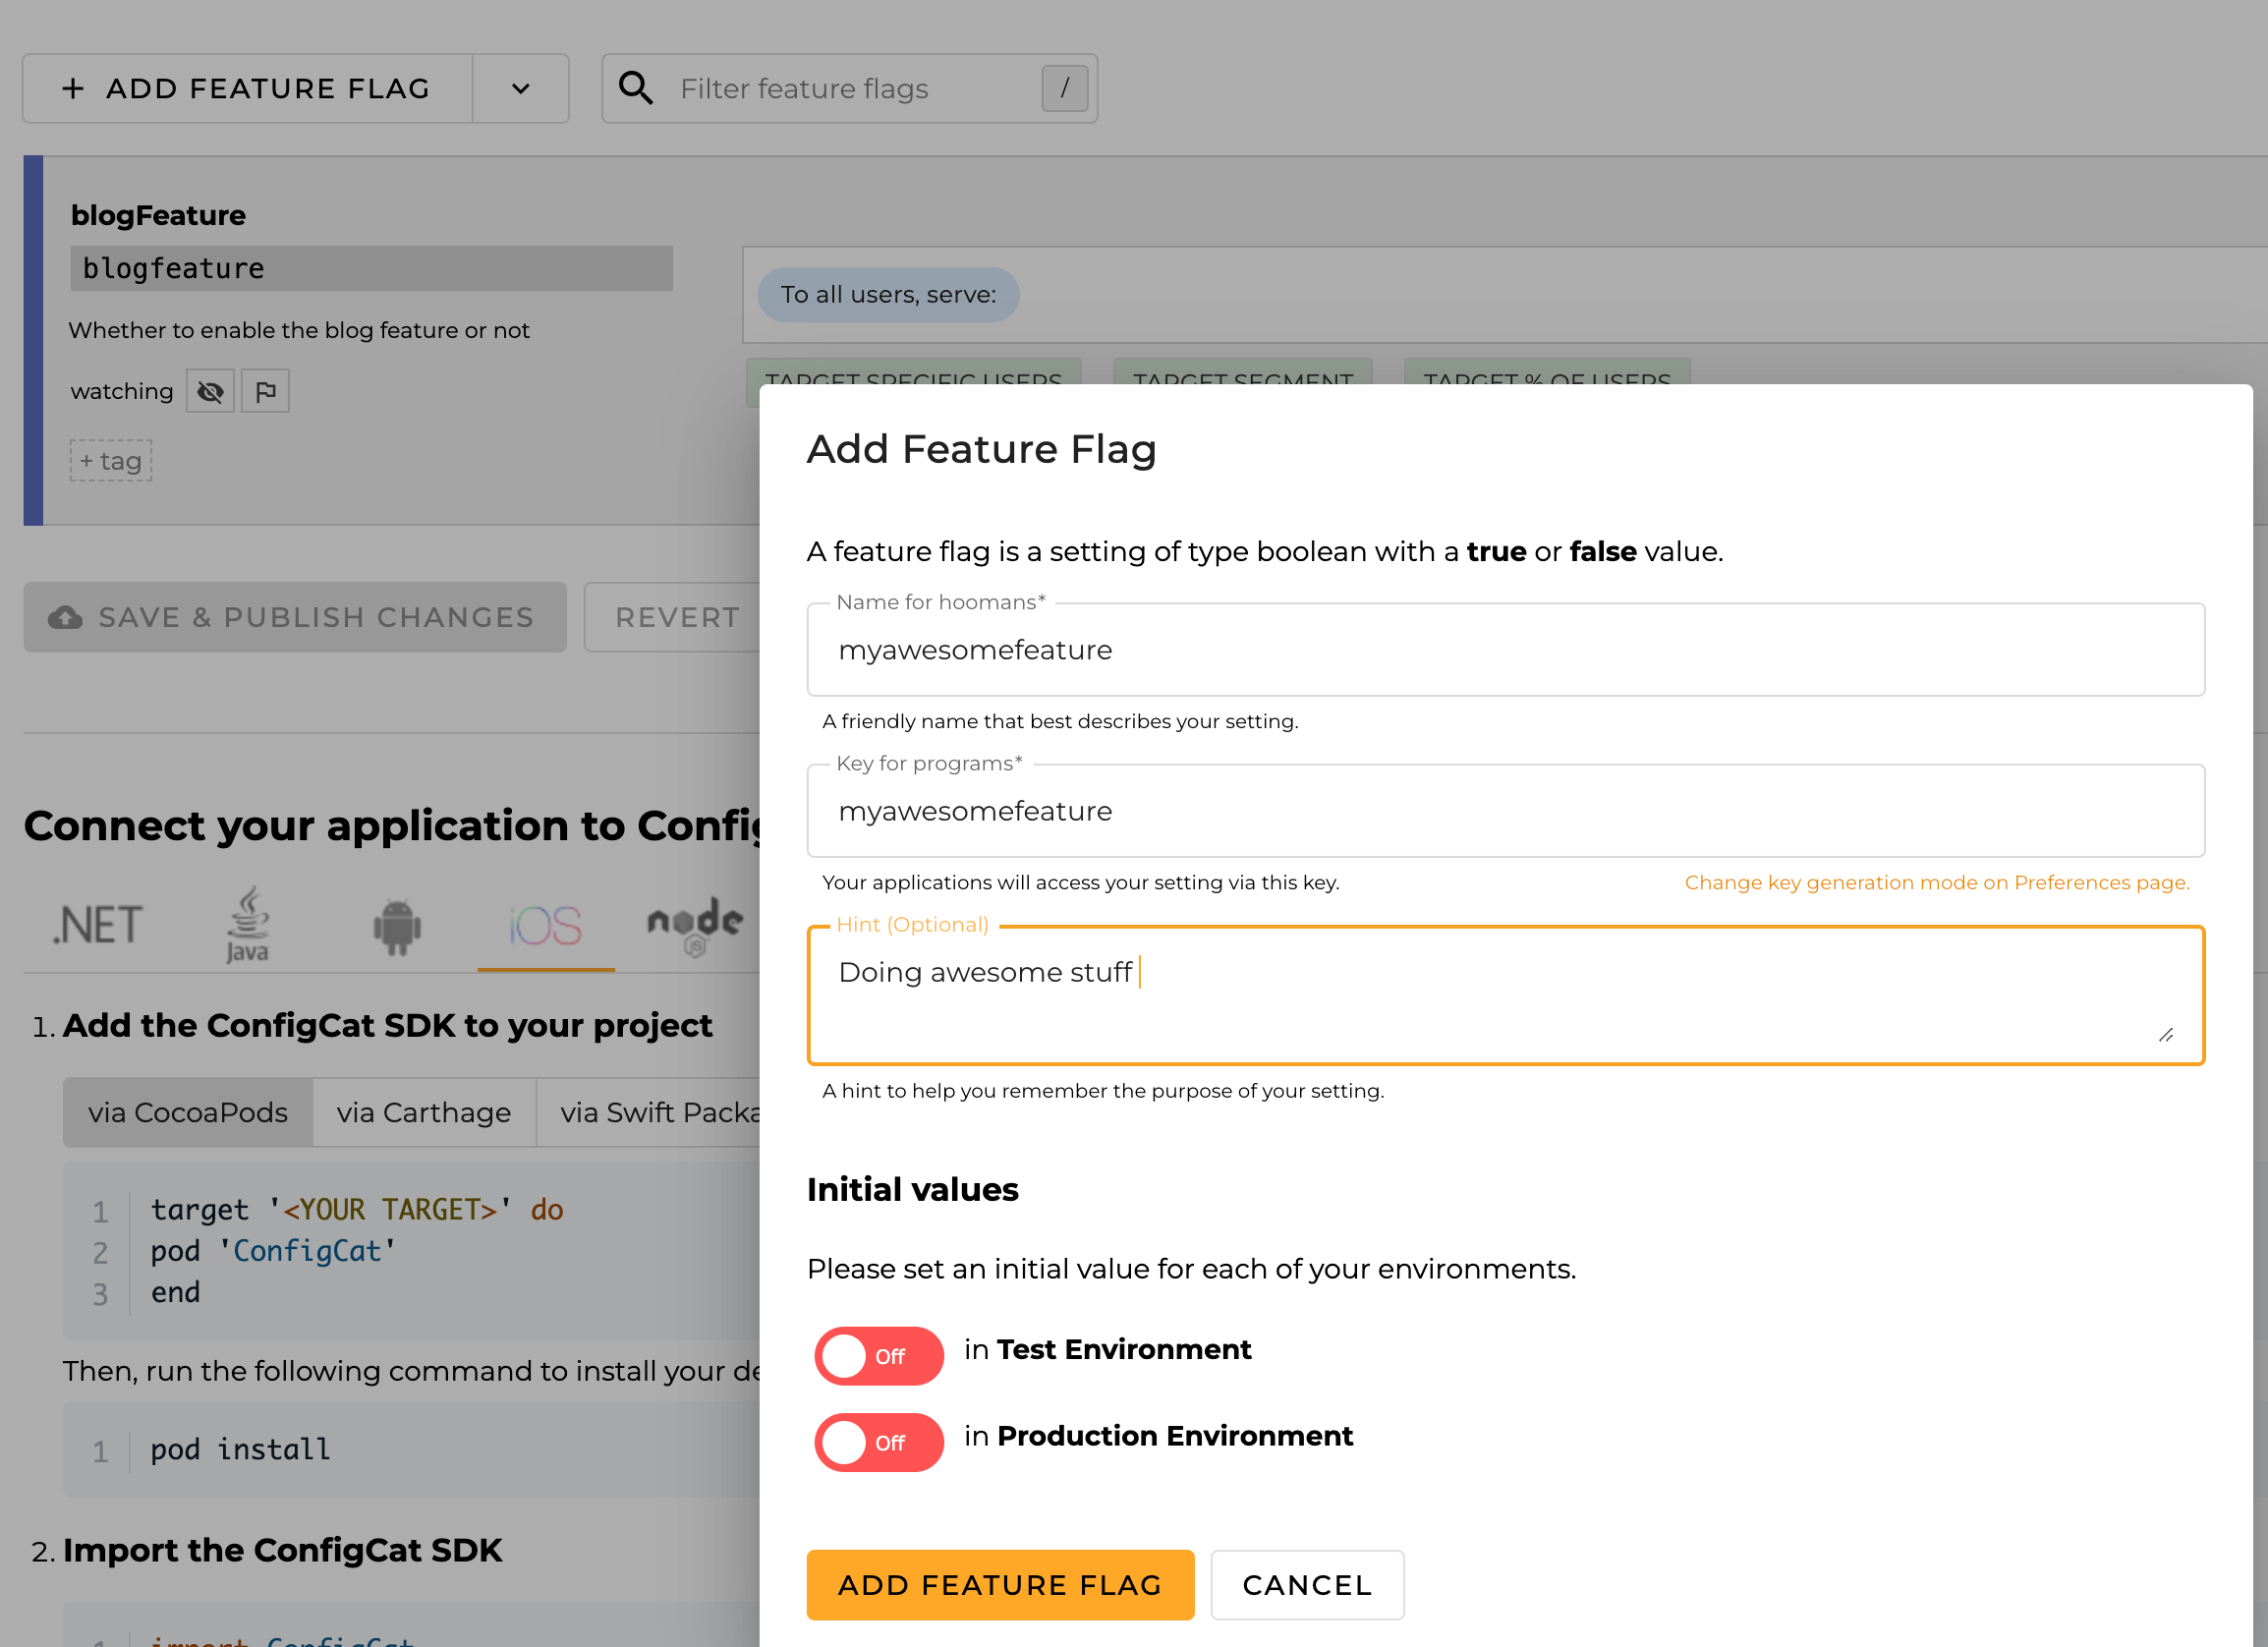 + ADD FEATURE FLAG
Filter feature flags /
blogFeature
blogfeature
Whether to enable the blog feature or not
watching
+ tag
To all users, serve:
TARGET SPECIFIC USERS TARGET SEGMENT TARGET % OF USERS
SAVE & PUBLISH CHANGES REVERT
Connect your application to Config
.NET Java iOS node JS
1. Add the ConfigCat SDK to your project
via CocoaPods via Carthage via Swift Packa
1 target '<YOUR TARGET>' do
2 pod 'ConfigCat'
3 end
Then, run the following command to install your de
1 pod install
2. Import the ConfigCat SDK
1 import ConfigCat
Add Feature Flag
A feature flag is a setting of type boolean with a true or false value.
Name for hoomans*
myawesomefeature
A friendly name that best describes your setting.
Key for programs*
myawesomefeature
Your applications will access your setting via this key. Change key generation mode on Preferences page.
Hint (Optional)
Doing awesome stuff
A hint to help you remember the purpose of your setting.
Initial values
Please set an initial value for each of your environments.
Off in Test Environment
Off in Production Environment
ADD FEATURE FLAG CANCEL